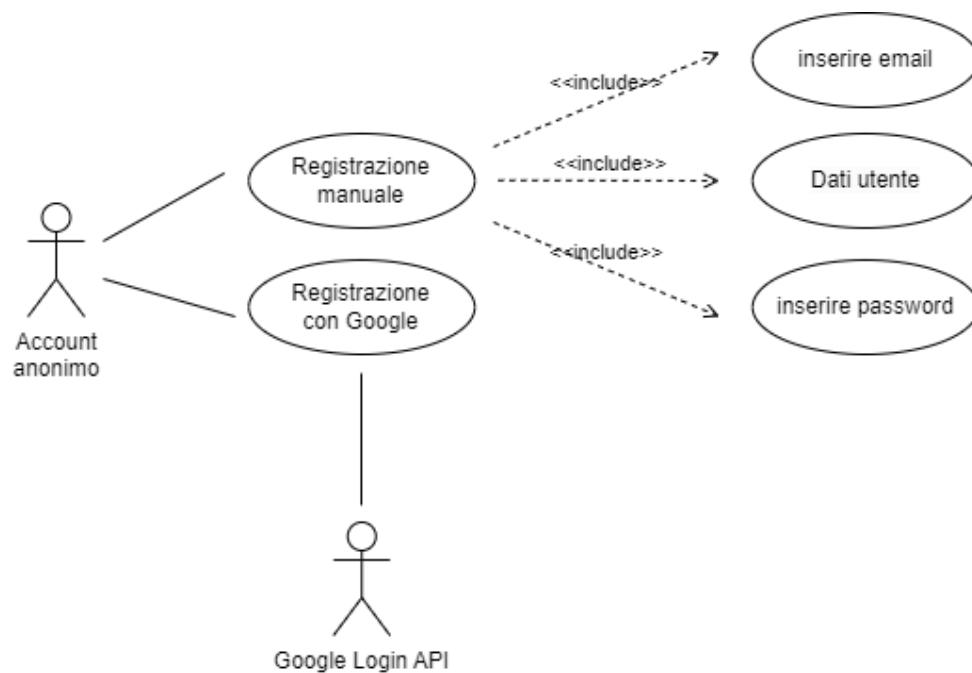 inserire email
<<include>>
Registrazione
manuale
<<include>>
Dati utente
<<include>>
Registrazione
con Google
inserire password
Account
anonimo
Google Login API